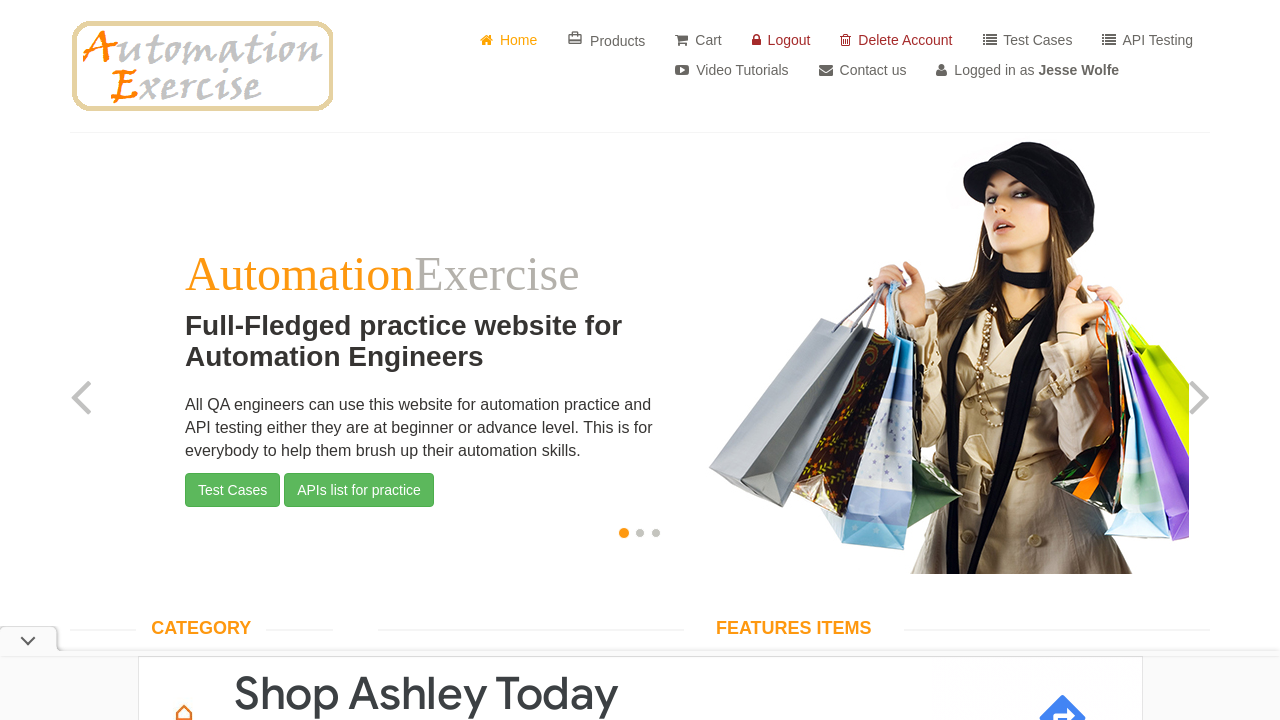 Automation
Exercise
Home Products Cart Logout Delete Account Test Cases API Testing
Video Tutorials Contact us Logged in as Jesse Wolfe
AutomationExercise
Full-Fledged practice website for
Automation Engineers
All QA engineers can use this website for automation practice and
API testing either they are at beginner or advance level. This is for
everybody to help them brush up their automation skills.
Test Cases APIs list for practice
CATEGORY FEATURES ITEMS
Shop Ashley Today